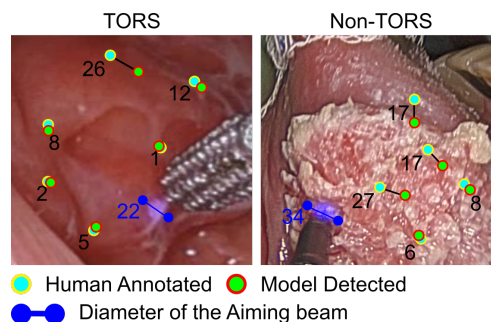 TORS
Non-TORS
26
12
8
1
2
22
5
17
17
27
8
34
6
Human Annotated
Model Detected
Diameter of the Aiming beam